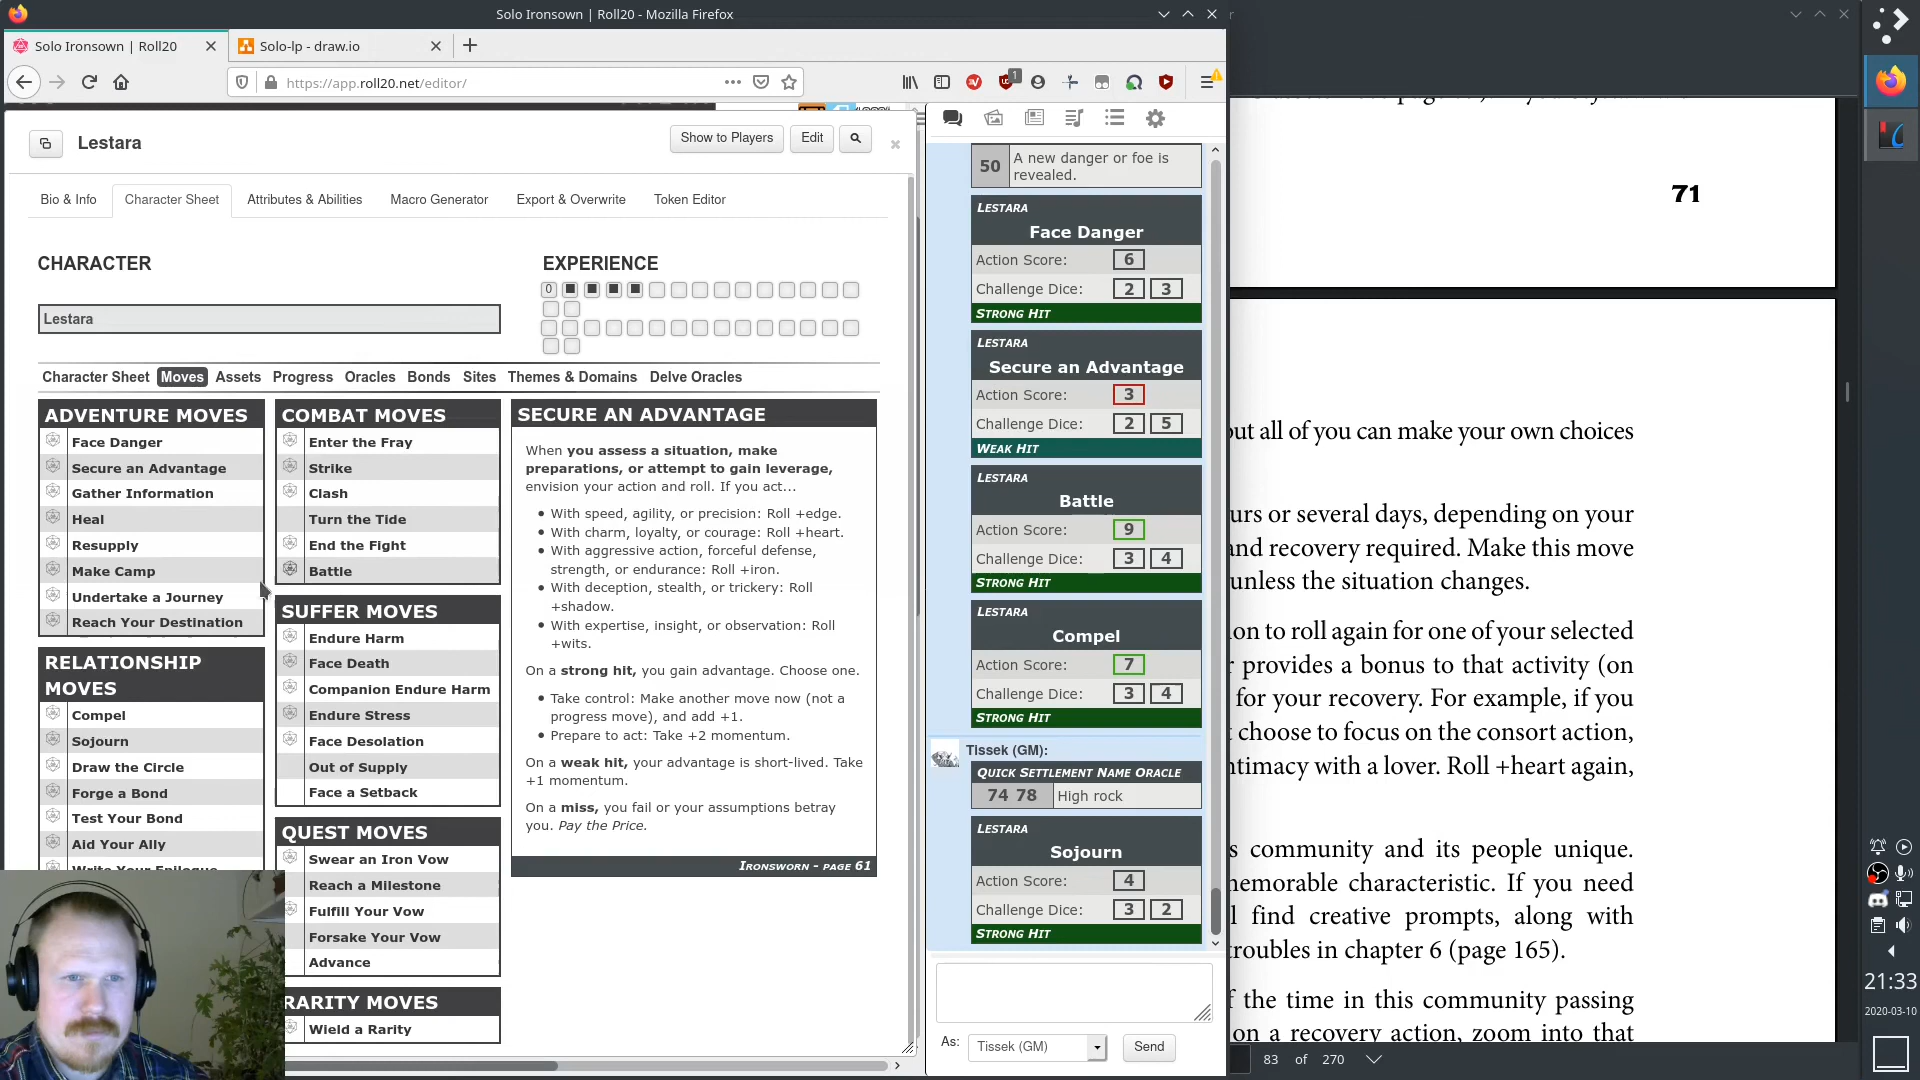 Solo Ironsown | Roll20 - Mozilla Firefox
Solo Ironsown | Roll20
Solo-lp - draw.io
https://app.roll20.net/editor/
1
Lestara
Show to Players
Edit
Bio & Info
Character Sheet
Attributes & Abilities
Macro Generator
Export & Overwrite
Token Editor
CHARACTER
EXPERIENCE
0
Lestara
Character Sheet Moves Assets Progress Oracles Bonds Sites Themes & Domains Delve Oracles
ADVENTURE MOVES
Face Danger
Secure an Advantage
Gather Information
Heal
Resupply
Make Camp
Undertake a Journey
Reach Your Destination
RELATIONSHIP
MOVES
Compel
Sojourn
Draw the Circle
Forge a Bond
Test Your Bond
Aid Your Ally
Write Your Epilogue
COMBAT MOVES
Enter the Fray
Strike
Clash
Turn the Tide
End the Fight
Battle
SUFFER MOVES
Endure Harm
Face Death
Companion Endure Harm
Endure Stress
Face Desolation
Out of Supply
Face a Setback
QUEST MOVES
Swear an Iron Vow
Reach a Milestone
Fulfill Your Vow
Forsake Your Vow
Advance
RARITY MOVES
Wield a Rarity
SECURE AN ADVANTAGE
When you assess a situation, make
preparations, or attempt to gain leverage,
envision your action and roll. If you act...
• With speed, agility, or precision: Roll +edge.
• With charm, loyalty, or courage: Roll +heart.
• With aggressive action, forceful defense,
strength, or endurance: Roll +iron.
• With deception, stealth, or trickery: Roll
+shadow.
• With expertise, insight, or observation: Roll
+wits.
On a strong hit, you gain advantage. Choose one.
• Take control: Make another move now (not a
progress move), and add +1.
• Prepare to act: Take +2 momentum.
On a weak hit, your advantage is short-lived. Take
+1 momentum.
On a miss, you fail or your assumptions betray
you. Pay the Price.
Ironsworn - page 61
50 A new danger or foe is
revealed.
Lestara
Face Danger
Action Score: 6
Challenge Dice: 2 3
Strong Hit
Lestara
Secure an Advantage
Action Score: 3
Challenge Dice: 2 5
Weak Hit
Lestara
Battle
Action Score: 9
Challenge Dice: 3 4
Strong Hit
Lestara
Compel
Action Score: 7
Challenge Dice: 3 4
Strong Hit
Tissek (GM):
Quick Settlement Name Oracle
74 78 High rock
Lestara
Sojourn
Action Score: 4
Challenge Dice: 3 2
Strong Hit
As: Tissek (GM) Send
71
but all of you can make your own choices
urs or several days, depending on your
and recovery required. Make this move
unless the situation changes.
on to roll again for one of your selected
r provides a bonus to that activity (on
for your recovery. For example, if you
t choose to focus on the consort action,
ntimacy with a lover. Roll +heart again,
s community and its people unique.
memorable characteristic. If you need
l find creative prompts, along with
troubles in chapter 6 (page 165).
f the time in this community passing
on a recovery action, zoom into that
83 of 270
21:33
2020-03-10